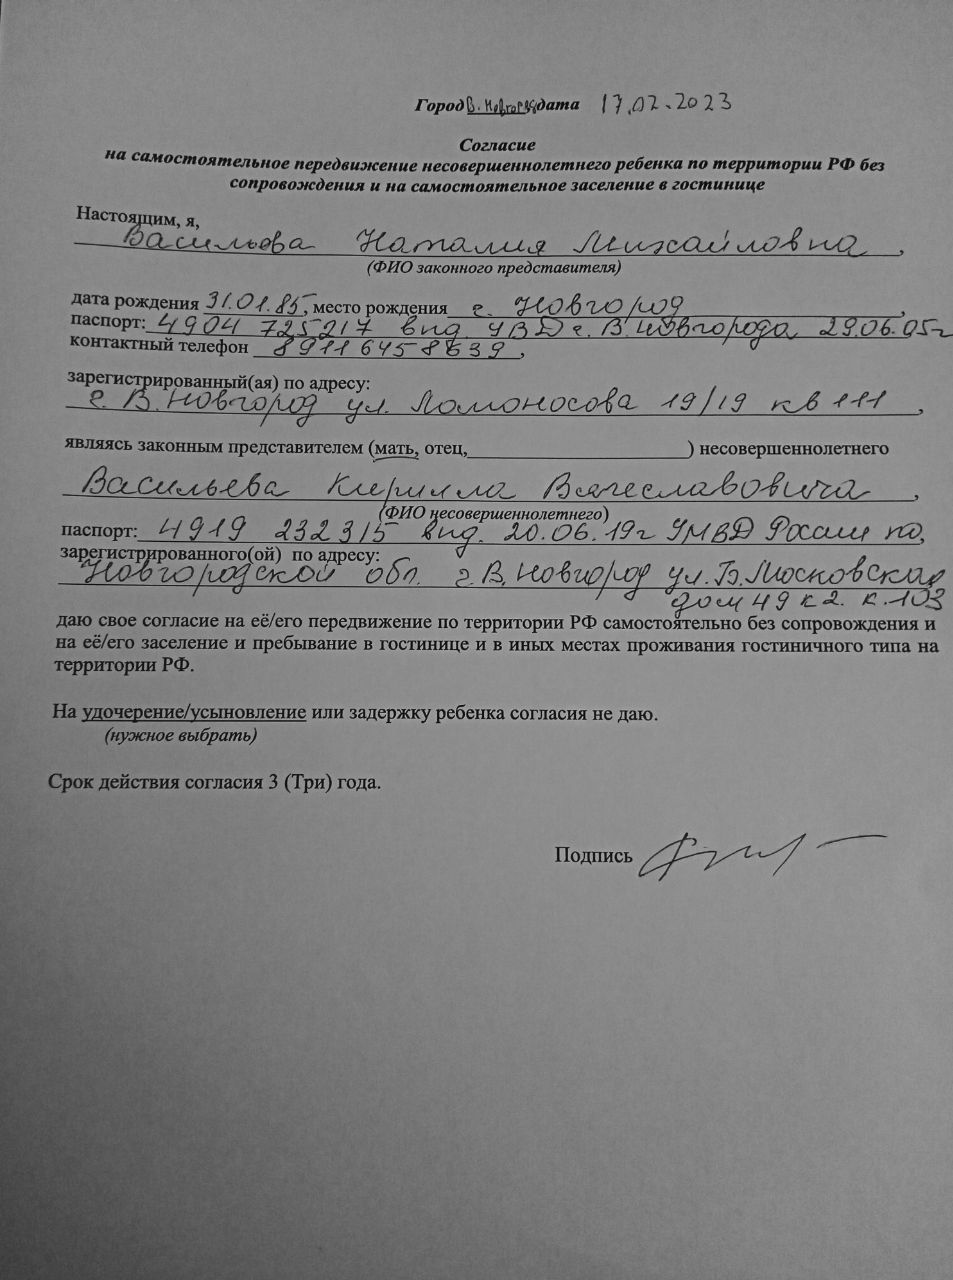 Город В. Новгород дата 17.02.2023
Согласие
на самостоятельное передвижение несовершеннолетнего ребенка по территории РФ без
сопровождения и на самостоятельное заселение в гостинице
Настоящим, я,
Васильева Наталия Михайловна,
(ФИО законного представителя)
дата рождения 31.01.85, место рождения г. Новгород,
паспорт: 4904 725217 выд УВД г. В. Новгорода 29.06.05г
контактный телефон 89116458639,
зарегистрированный(ая) по адресу:
г. В. Новгород ул. Ломоносова 19/19 кв 111,
являясь законным представителем (мать, отец,______________________) несовершеннолетнего
Васильева Кирилла Вячеславовича,
(ФИО несовершеннолетнего)
паспорт: 4919 232315 выд. 20.06.19г УМВД России по,
зарегистрированного(ой) по адресу:
Новгородской обл. г. В. Новгород ул. Б. Московская
дом 49 к 2. к. 103
даю свое согласие на её/его передвижение по территории РФ самостоятельно без сопровождения и
на её/его заселение и пребывание в гостинице и в иных местах проживания гостиничного типа на
территории РФ.
На удочерение/усыновление или задержку ребенка согласия не даю.
(нужное выбрать)
Срок действия согласия 3 (Три) года.
Подпись